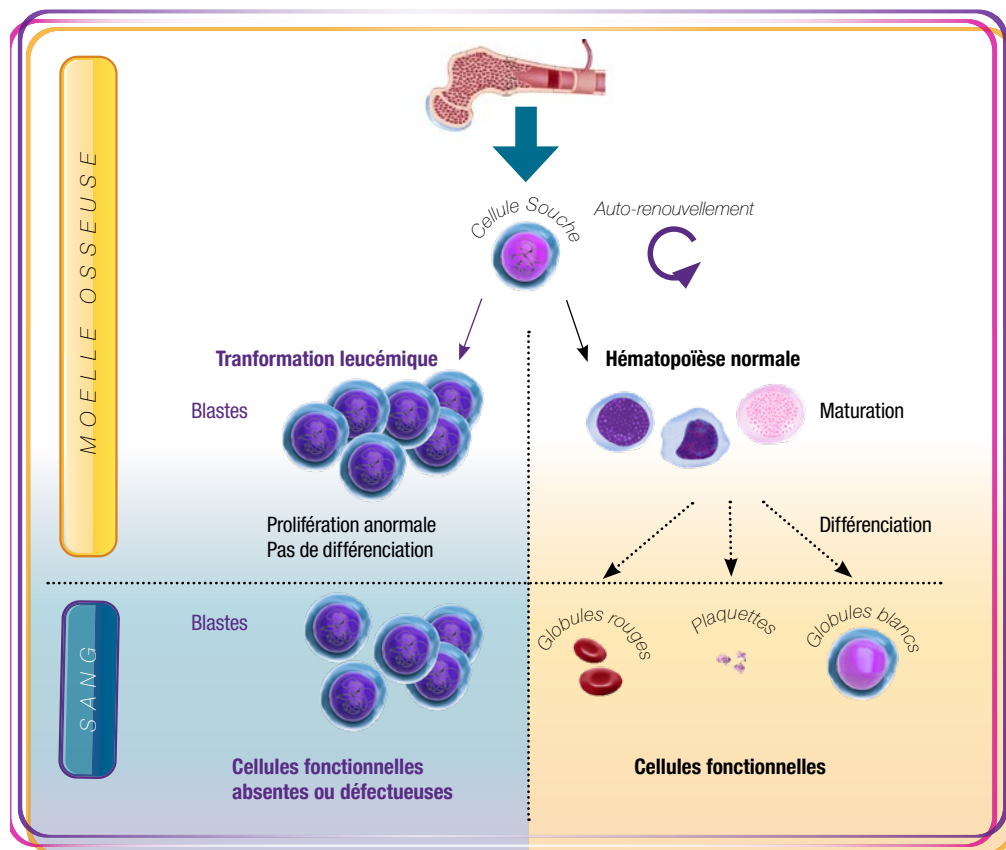 MOELLE OSSEUSE
Cellule Souche
Auto-renouvellement
Tranformation leucémique
Hématopoïèse normale
Blastes
Maturation
Prolifération anormale
Pas de différenciation
Différenciation
SANG
Blastes
Globules rouges
Plaquettes
Globules blancs
Cellules fonctionnelles
absentes ou défectueuses
Cellules fonctionnelles